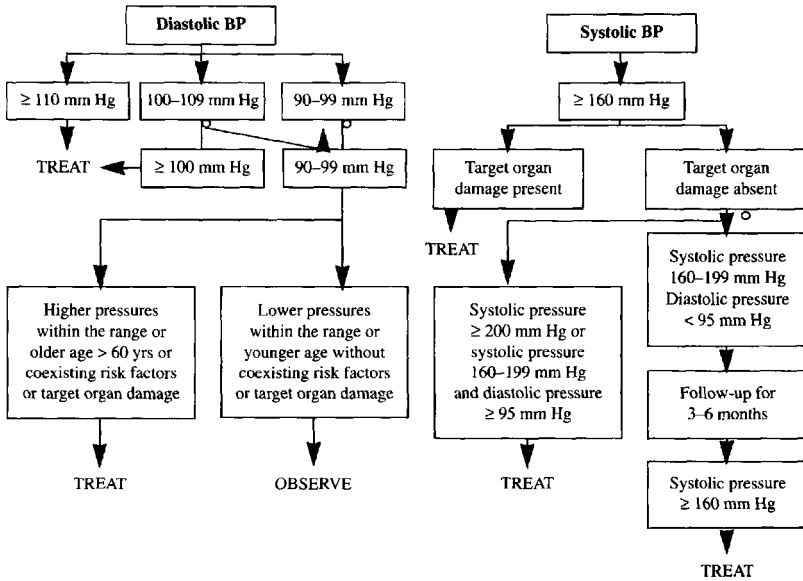 Diastolic BP
≥ 110 mm Hg
100–109 mm Hg
90–99 mm Hg
TREAT
≥ 100 mm Hg
90–99 mm Hg
Higher pressures
within the range or
older age > 60 yrs or
coexisting risk factors
or target organ damage
TREAT
Lower pressures
within the range or
younger age without
coexisting risk factors
or target organ damage
OBSERVE
Systolic BP
≥ 160 mm Hg
Target organ
damage present
TREAT
Target organ
damage absent
Systolic pressure
≥ 200 mm Hg or
systolic pressure
160–199 mm Hg
and diastolic pressure
≥ 95 mm Hg
TREAT
Systolic pressure
160–199 mm Hg
Diastolic pressure
< 95 mm Hg
Follow-up for
3–6 months
Systolic pressure
≥ 160 mm Hg
TREAT